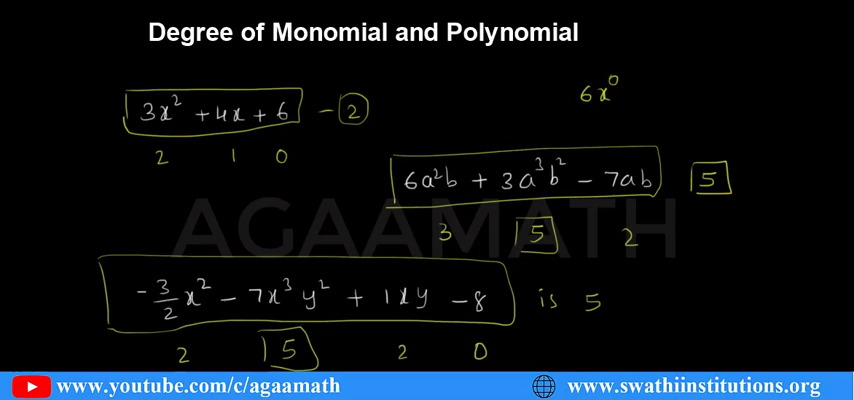 Degree of Monomial and Polynomial
3x² + 4x + 6 - 2
6x⁰
2 1 0
6a²b + 3a³b² - 7ab 5
AGAAMATH
3 5 2
-3/2 x² - 7x³y² + 1xy - 8 is 5
2 5 2 0
www.youtube.com/c/agaamath www.swathiinstitutions.org